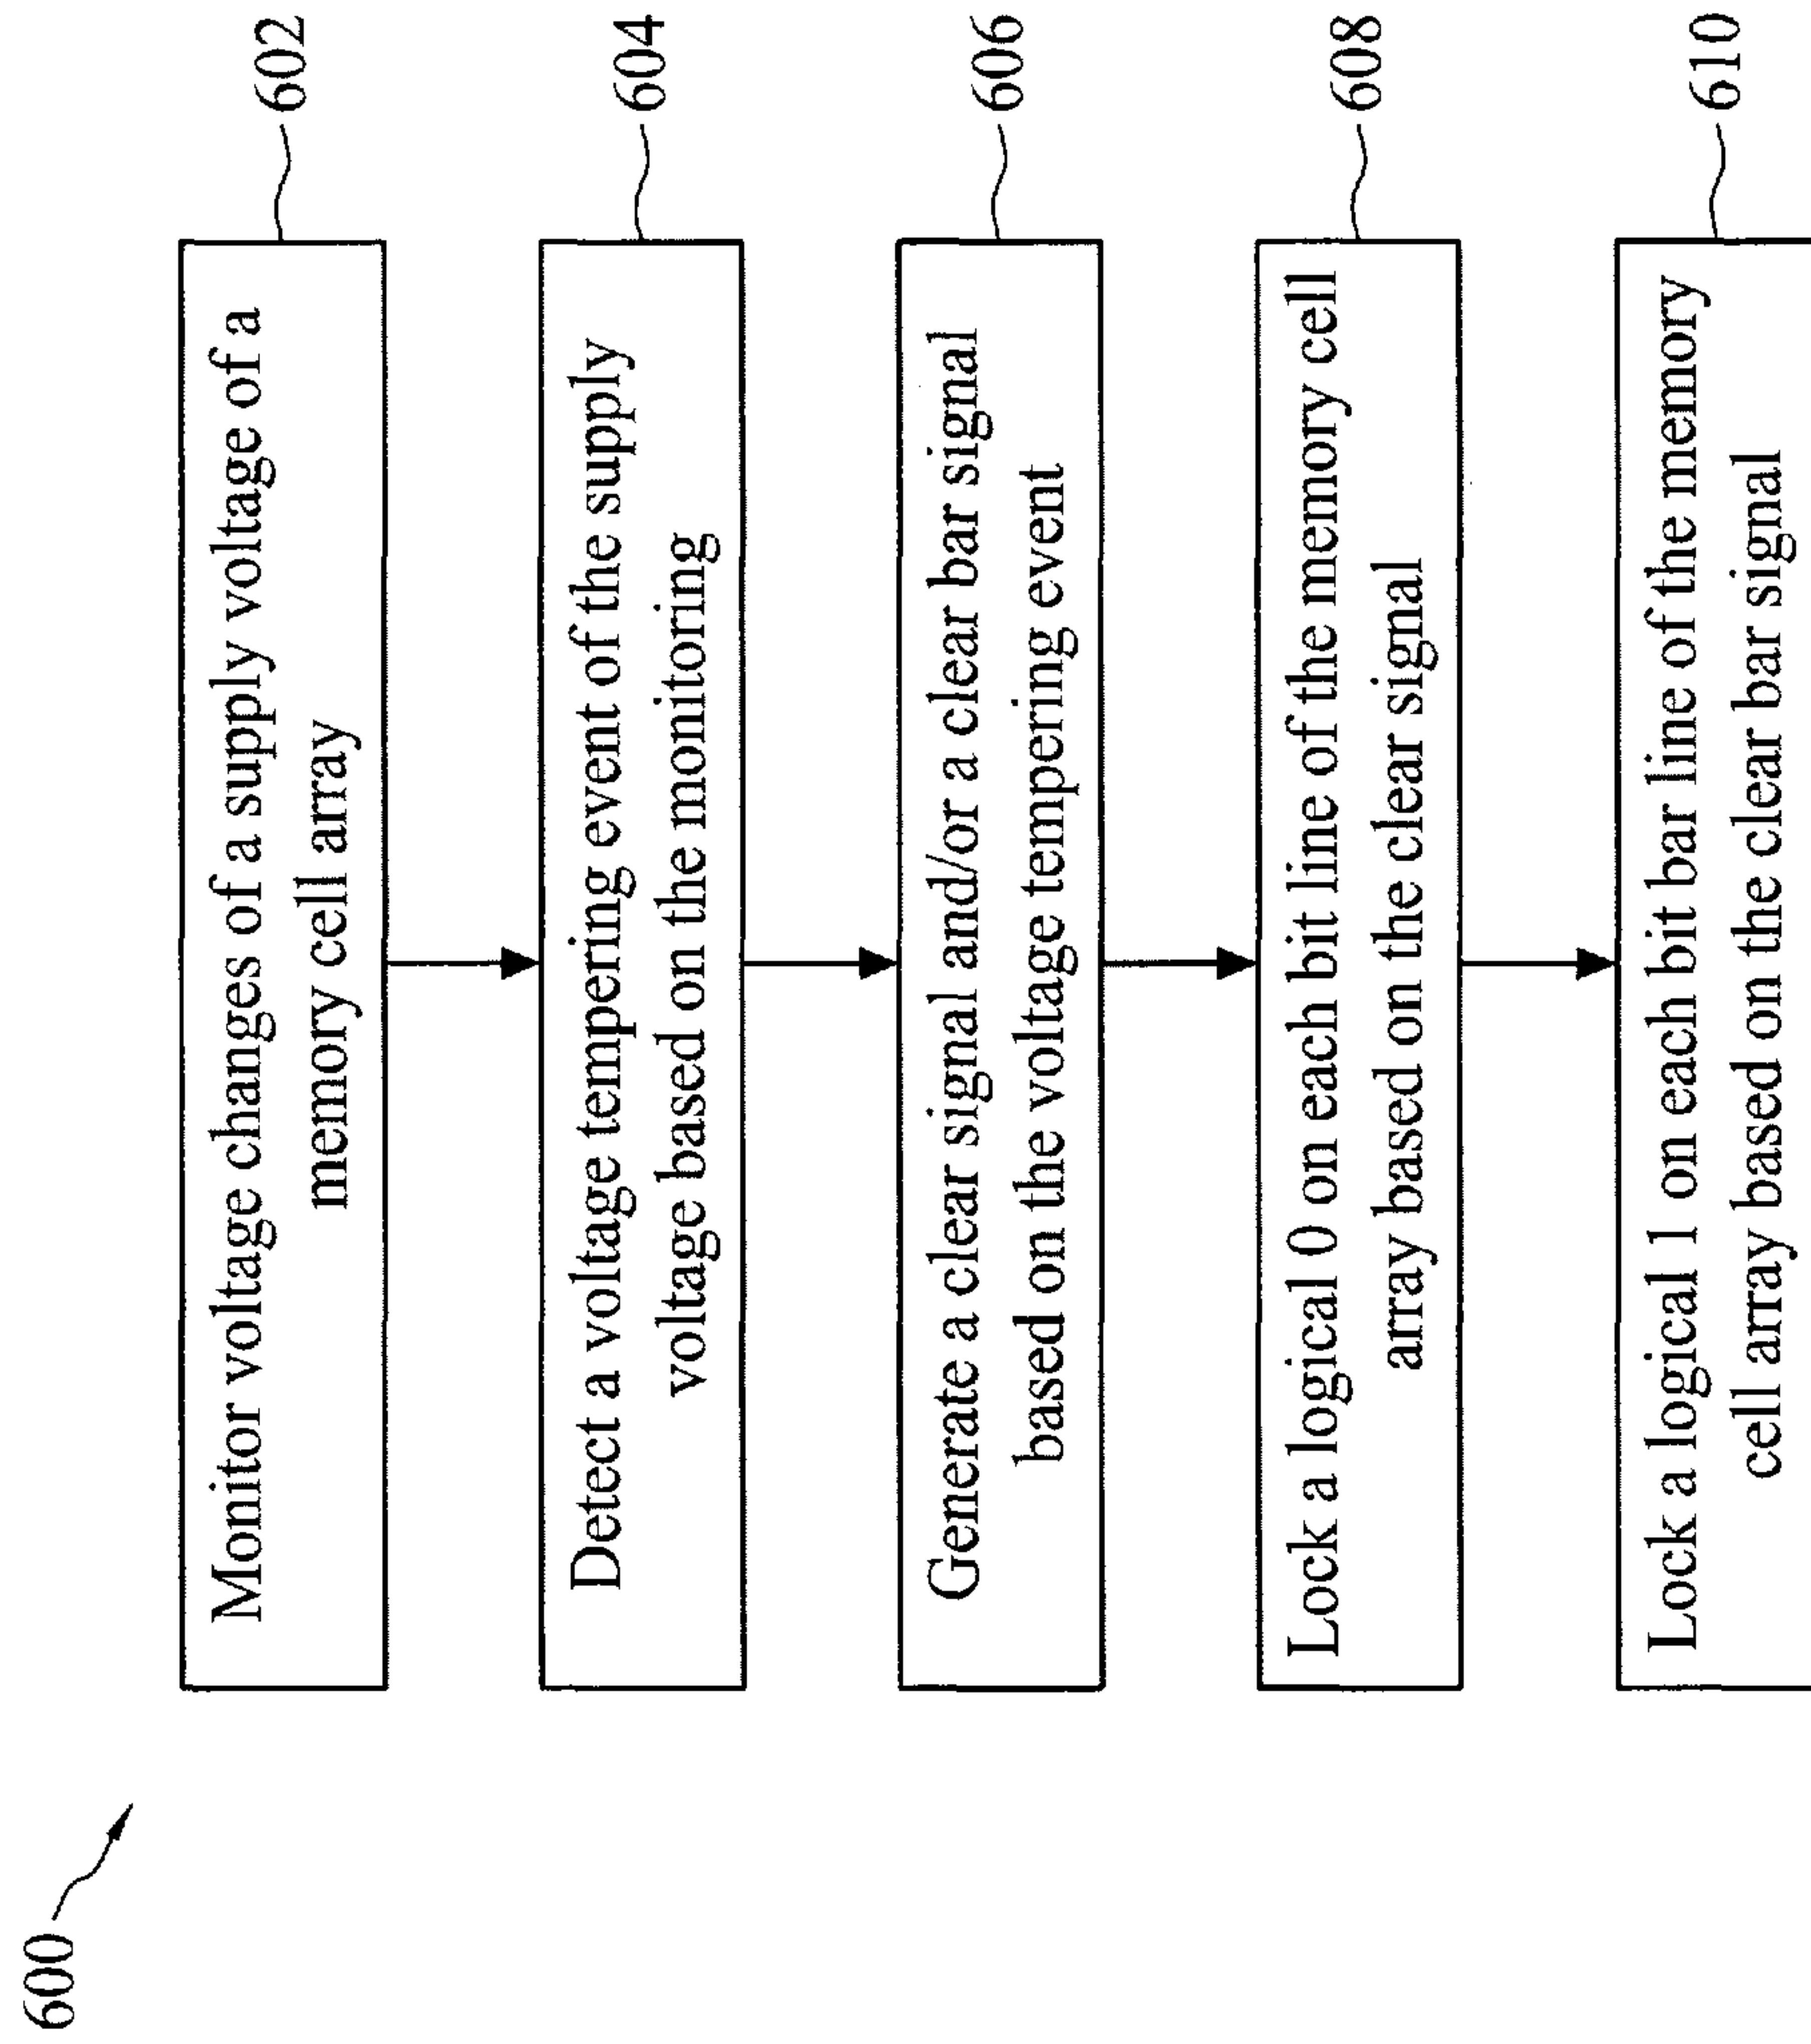 600
Monitor voltage changes of a supply voltage of a
memory cell array
602
Detect a voltage tempering event of the supply
voltage based on the monitoring
604
Generate a clear signal and/or a clear bar signal
based on the voltage tempering event
606
Lock a logical 0 on each bit line of the memory cell
array based on the clear signal
608
Lock a logical 1 on each bit bar line of the memory
cell array based on the clear bar signal
610